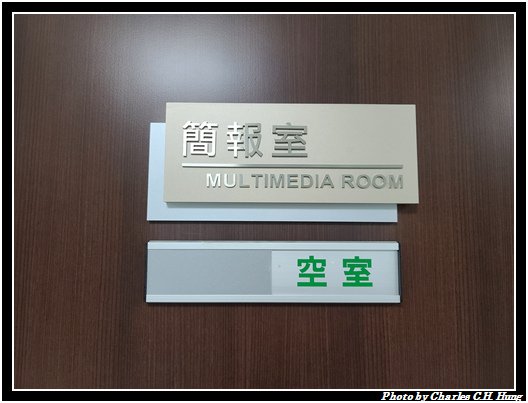 簡報室
MULTIMEDIA ROOM
空室
Photo by Charles C.H. Hung